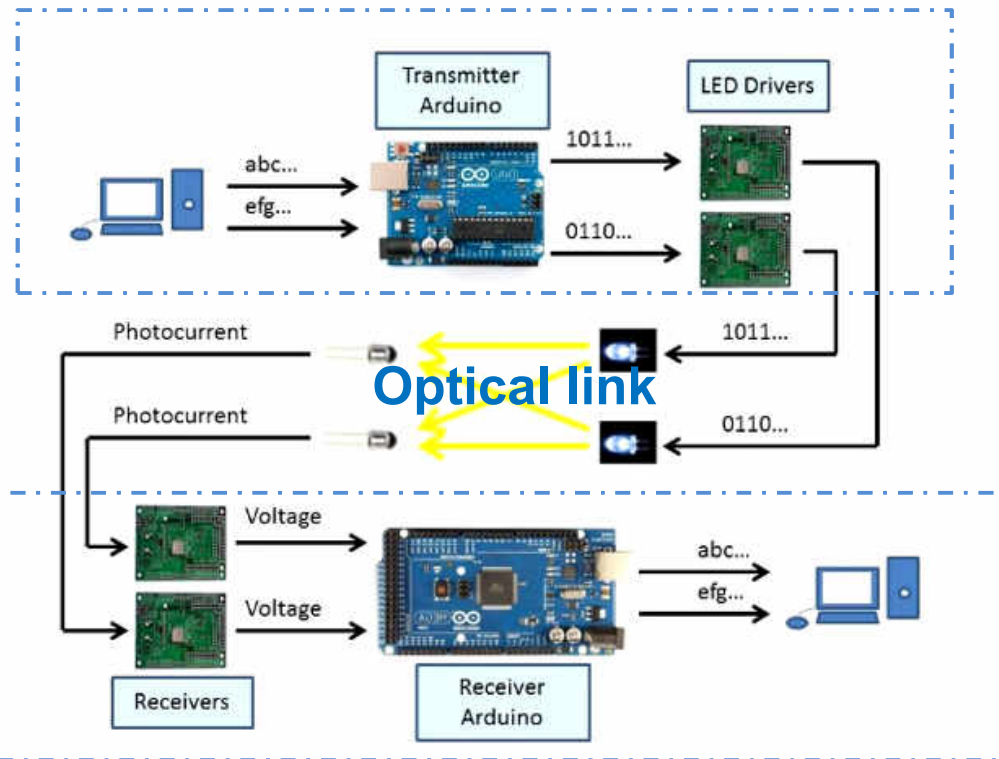 Transmitter
Arduino
LED Drivers
abc...
efg...
1011...
0110...
Photocurrent
1011...
Optical link
Photocurrent
0110...
Voltage
Voltage
abc...
efg...
Receivers
Receiver
Arduino